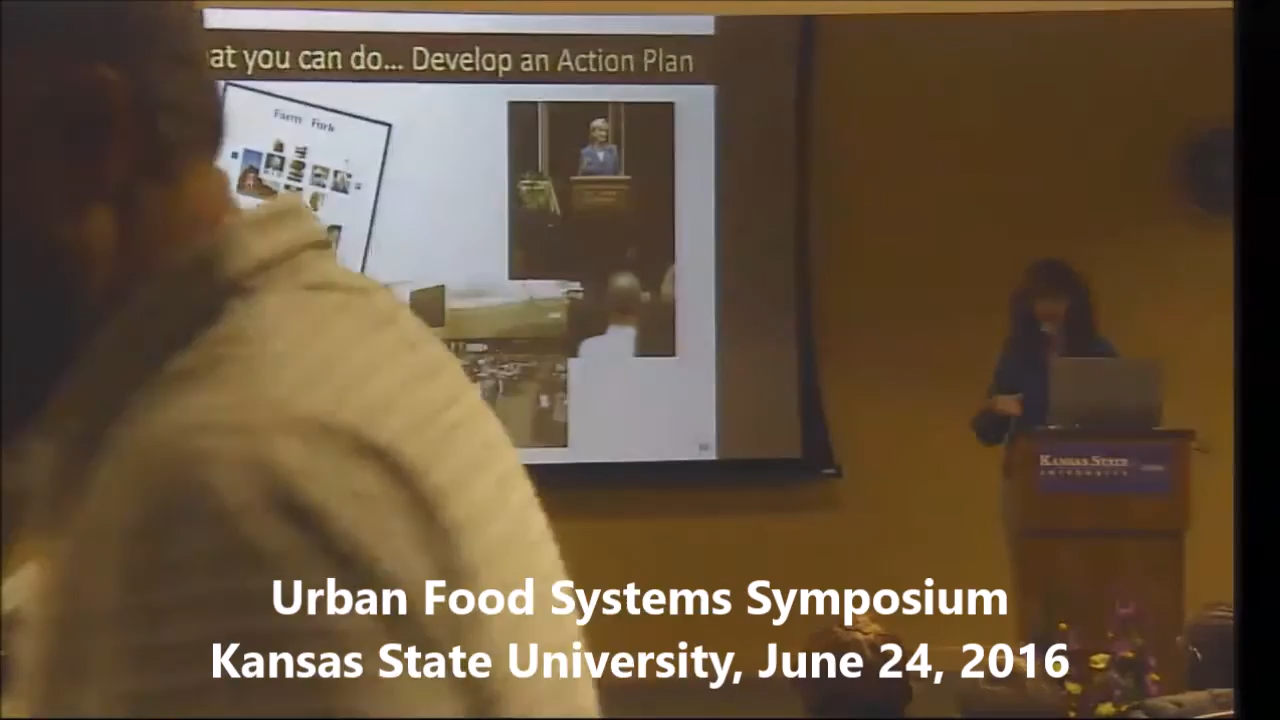 at you can do... Develop an Action Plan
Farm Fork
KANSAS STATE
UNIVERSITY
Urban Food Systems Symposium
Kansas State University, June 24, 2016